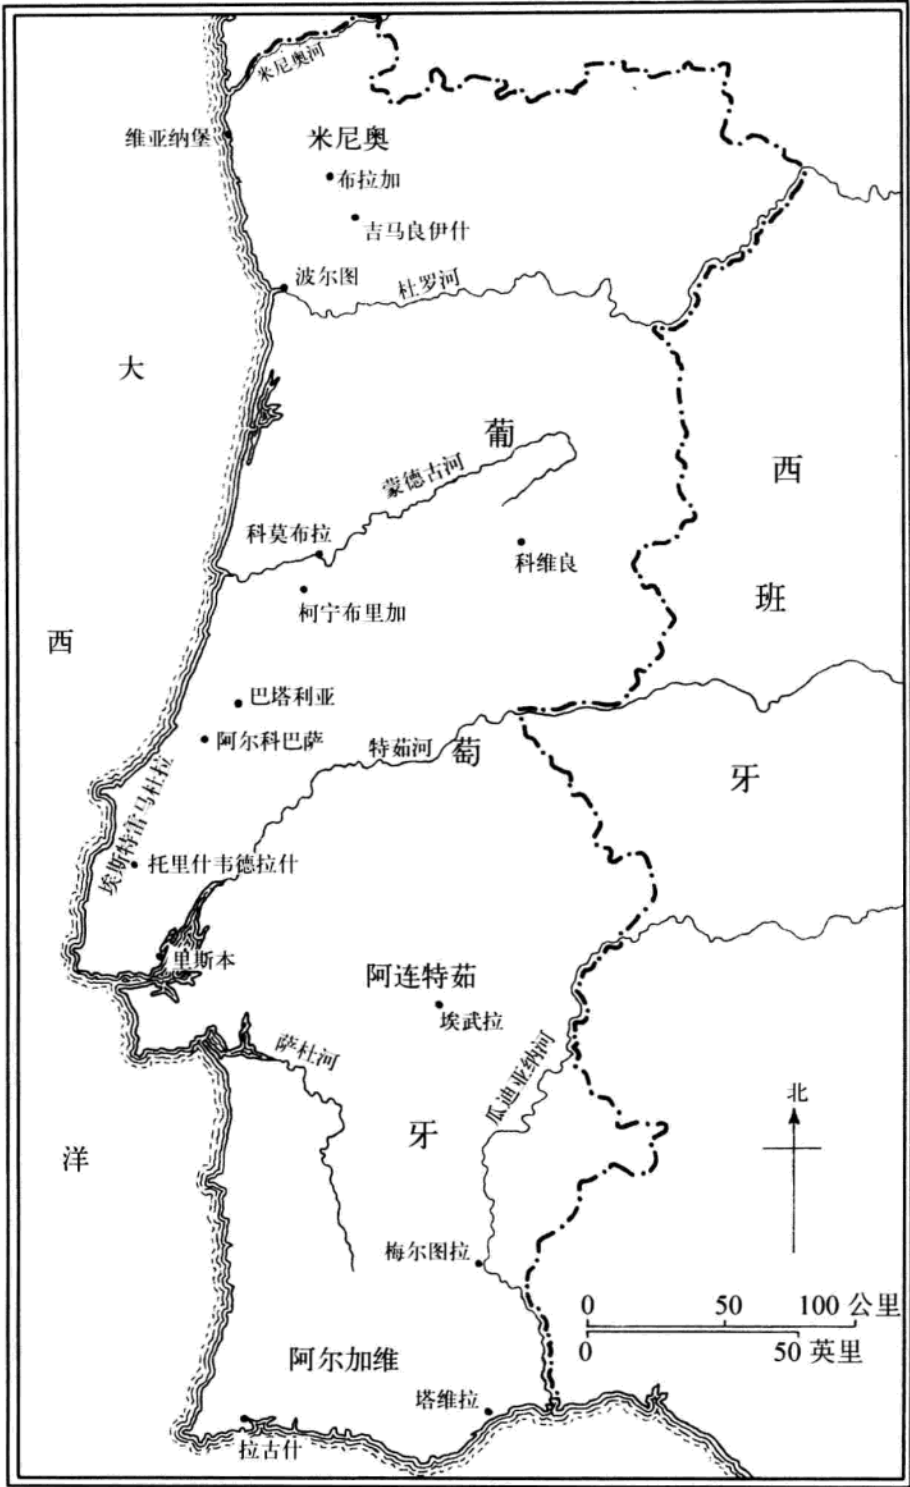 米尼奥河
维亚纳堡
米尼奥
布拉加
吉马良伊什
波尔图
杜罗河
大
葡
西
蒙德古河
科莫布拉
科维良
班
柯宁布里加
西
巴塔利亚
阿尔科巴萨
特茹河
萄
牙
埃斯特雷马杜拉
托里什韦德拉什
里斯本
阿连特茹
埃武拉
萨杜河
瓜迪亚纳河
北
牙
洋
梅尔图拉
0 50 100 公里
0 50 英里
阿尔加维
塔维拉
拉古什